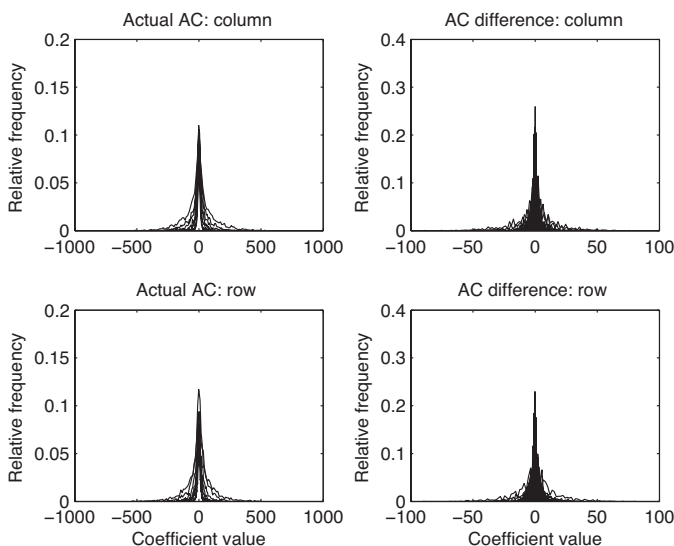 Actual AC: column
Relative frequency
0.2
0.15
0.1
0.05
0
−1000 −500 0 500 1000
AC difference: column
Relative frequency
0.4
0.3
0.2
0.1
0
−100 −50 0 50 100
Actual AC: row
Relative frequency
0.2
0.15
0.1
0.05
0
−1000 −500 0 500 1000
Coefficient value
AC difference: row
Relative frequency
0.4
0.3
0.2
0.1
0
−100 −50 0 50 100
Coefficient value